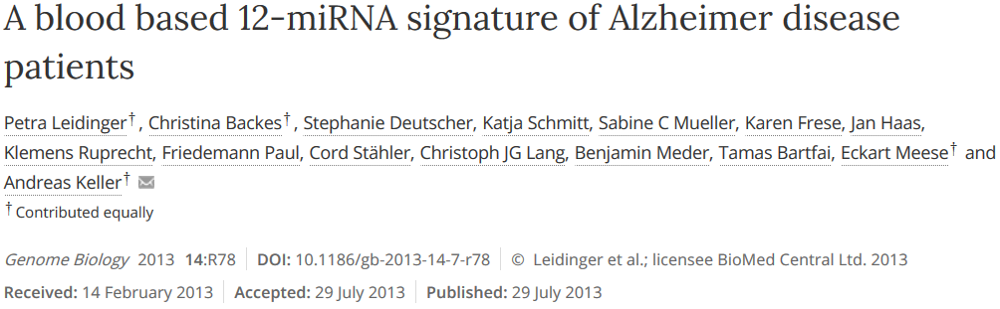 A blood based 12-miRNA signature of Alzheimer disease
patients
Petra Leidinger†, Christina Backes†, Stephanie Deutscher, Katja Schmitt, Sabine C Mueller, Karen Frese, Jan Haas,
Klemens Ruprecht, Friedemann Paul, Cord Stähler, Christoph JG Lang, Benjamin Meder, Tamas Bartfai, Eckart Meese† and
Andreas Keller†
† Contributed equally
Genome Biology 2013 14:R78 DOI: 10.1186/gb-2013-14-7-r78 © Leidinger et al.; licensee BioMed Central Ltd. 2013
Received: 14 February 2013 Accepted: 29 July 2013 Published: 29 July 2013